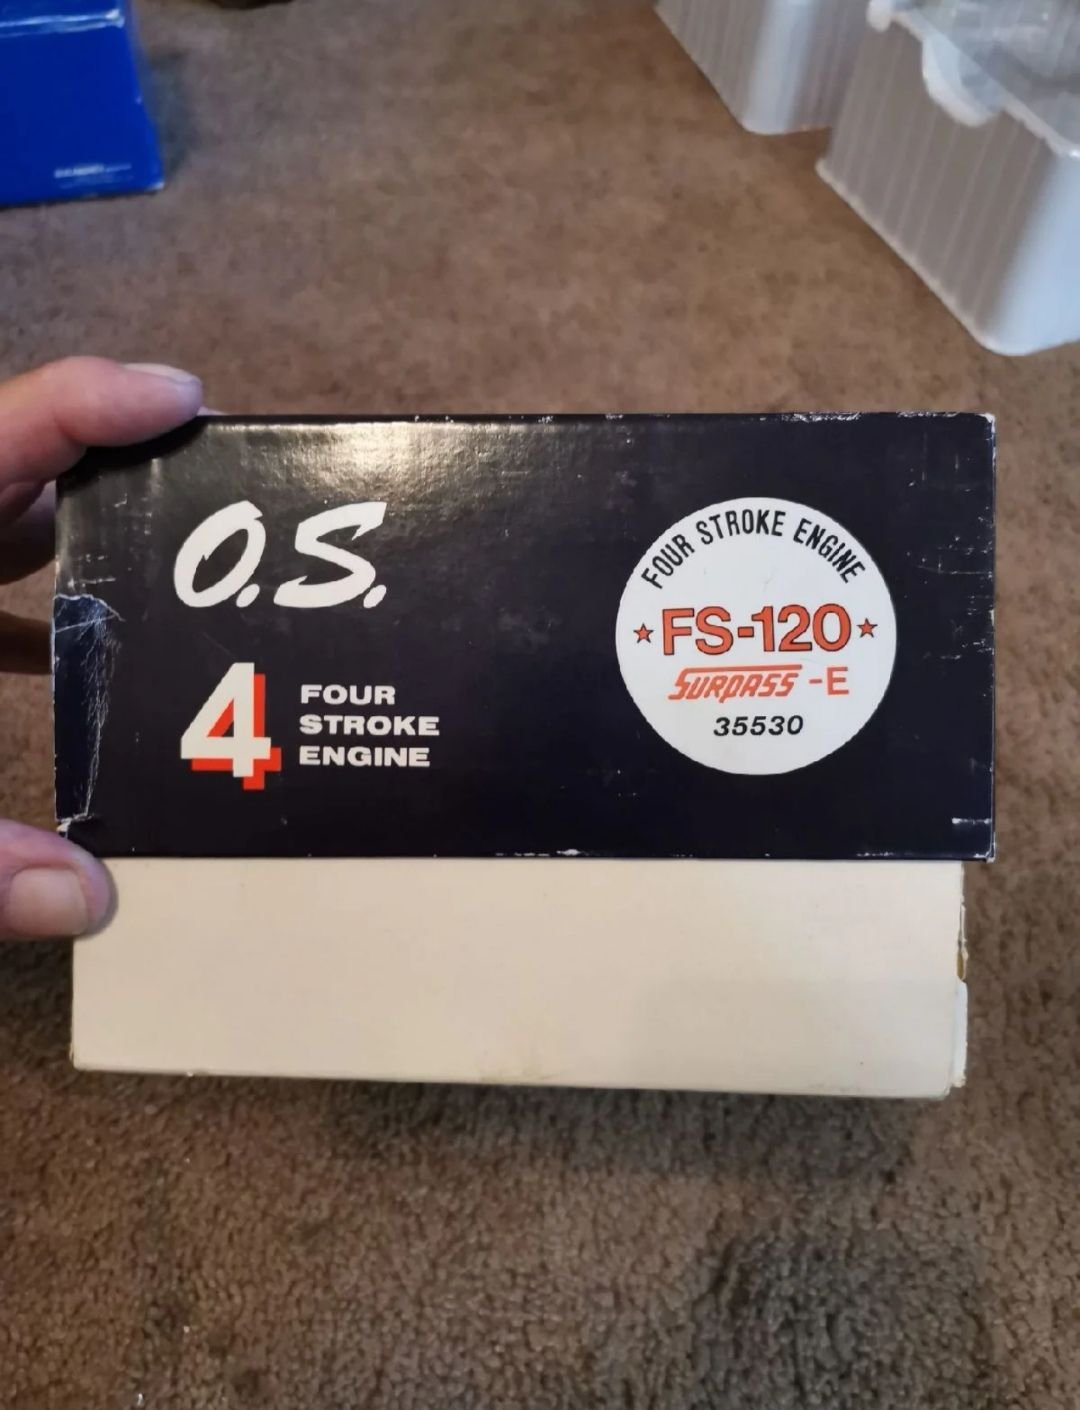 O.S.
4
FOUR
STROKE
ENGINE
FOUR STROKE ENGINE
★FS-120★
SURPASS -E
35530